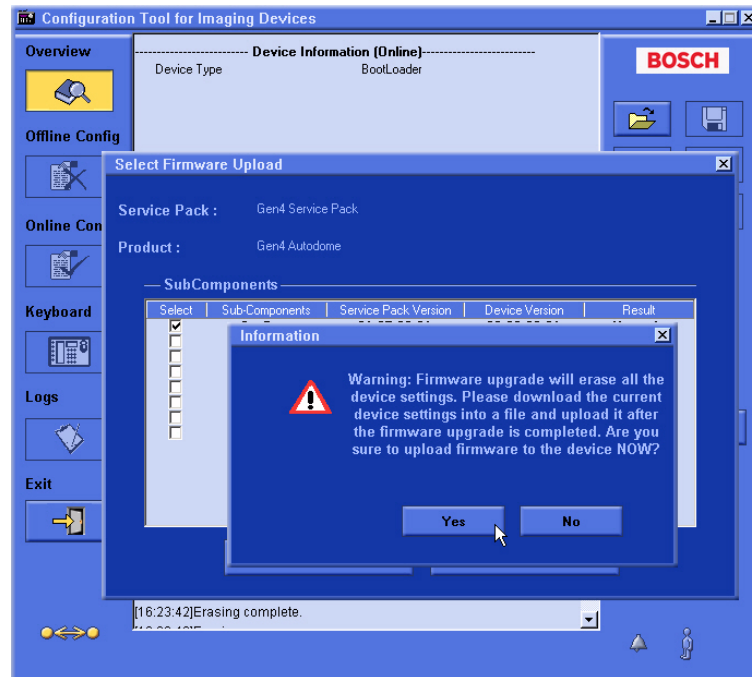 Configuration Tool for Imaging Devices
Overview
Device Information (Online)
Device Type BootLoader
BOSCH
Offline Config
Select Firmware Upload
Service Pack : Gen4 Service Pack
Online Con
Product : Gen4 Autodome
SubComponents
Select Sub-Components Service Pack Version Device Version Result
Keyboard
Information
Warning: Firmware upgrade will erase all the
device settings. Please download the current
device settings into a file and upload it after
the firmware upgrade is completed. Are you
sure to upload firmware to the device NOW?
Logs
Exit
Yes No
[16:23:42]Erasing complete.